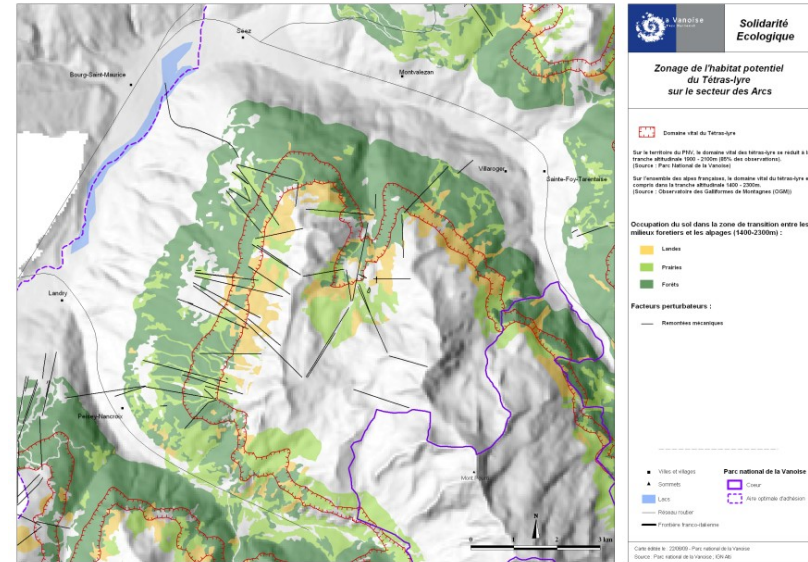 Séez
Bourg-Saint-Maurice
Montvalezan
Villaroger
Sainte-Foy-Tarentaise
Landry
Peisey-Nancroix
Mont
N
0 1 2 3 km
la Vanoise
Parc National
Solidarité
Ecologique
Zonage de l'habitat potentiel
du Tétras-lyre
sur le secteur des Arcs
Domaine vital du Tétras-lyre
Sur le territoire du PNV, le domaine vital des tétras-lyre se reduit à la
tranche altitudinale 1900 - 2100m (85% des observations).
(Source : Parc National de la Vanoise)
Sur l'ensemble des alpes françaises, le domaine vital du tétras-lyre e
compris dans la tranche altitudinale 1400 - 2300m.
(Source : Observatoire des Galliformes de Montagnes (OGM))
Occupation du sol dans la zone de transition entre les
milieux forestiers et les alpages (1400-2300m) :
Landes
Prairies
Forêts
Facteurs perturbateurs :
Remontées mécaniques
Villes et villages
Sommets
Lacs
Réseau routier
Frontière franco-italienne
Parc national de la Vanoise
Coeur
Aire optimale d'adhésion
Carte éditée le : 22/09/09 - Parc national de la Vanoise
Source : Parc national de la Vanoise ; IGN